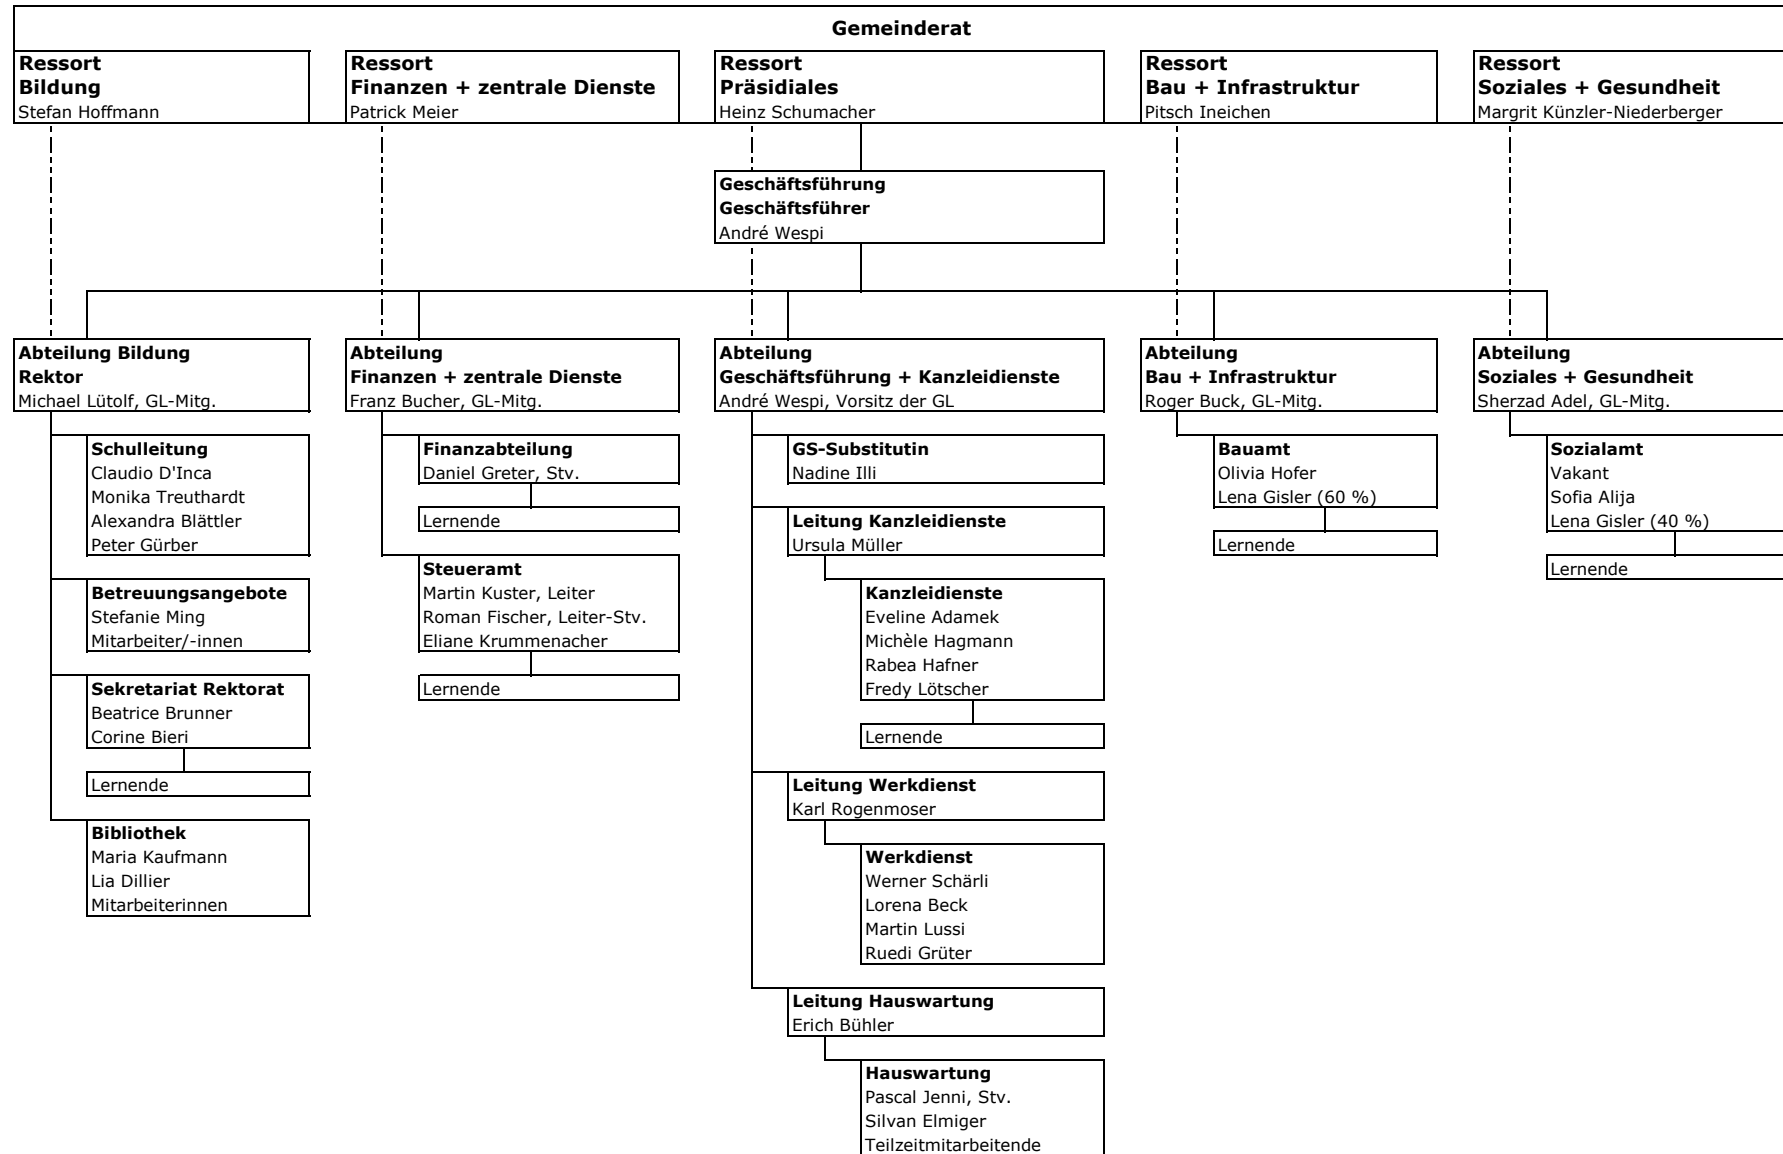 Gemeinderat
Ressort
Bildung
Stefan Hoffmann
Ressort
Finanzen + zentrale Dienste
Patrick Meier
Ressort
Präsidiales
Heinz Schumacher
Ressort
Bau + Infrastruktur
Pitsch Ineichen
Ressort
Soziales + Gesundheit
Margrit Künzler-Niederberger
Geschäftsführung
Geschäftsführer
André Wespi
Abteilung Bildung
Rektor
Michael Lütolf, GL-Mitg.
Schulleitung
Claudio D'Inca
Monika Treuthardt
Alexandra Blättler
Peter Gürber
Betreuungsangebote
Stefanie Ming
Mitarbeiter/-innen
Sekretariat Rektorat
Beatrice Brunner
Corine Bieri
Lernende
Bibliothek
Maria Kaufmann
Lia Dillier
Mitarbeiterinnen
Abteilung
Finanzen + zentrale Dienste
Franz Bucher, GL-Mitg.
Finanzabteilung
Daniel Greter, Stv.
Lernende
Steueramt
Martin Kuster, Leiter
Roman Fischer, Leiter-Stv.
Eliane Krummenacher
Lernende
Abteilung
Geschäftsführung + Kanzleidienste
André Wespi, Vorsitz der GL
GS-Substitutin
Nadine Illi
Leitung Kanzleidienste
Ursula Müller
Kanzleidienste
Eveline Adamek
Michèle Hagmann
Rabea Hafner
Fredy Lötscher
Lernende
Leitung Werkdienst
Karl Rogenmoser
Werkdienst
Werner Schärli
Lorena Beck
Martin Lussi
Ruedi Grüter
Leitung Hauswartung
Erich Bühler
Hauswartung
Pascal Jenni, Stv.
Silvan Elmiger
Teilzeitmitarbeitende
Abteilung
Bau + Infrastruktur
Roger Buck, GL-Mitg.
Bauamt
Olivia Hofer
Lena Gisler (60 %)
Lernende
Abteilung
Soziales + Gesundheit
Sherzad Adel, GL-Mitg.
Sozialamt
Vakant
Sofia Alija
Lena Gisler (40 %)
Lernende